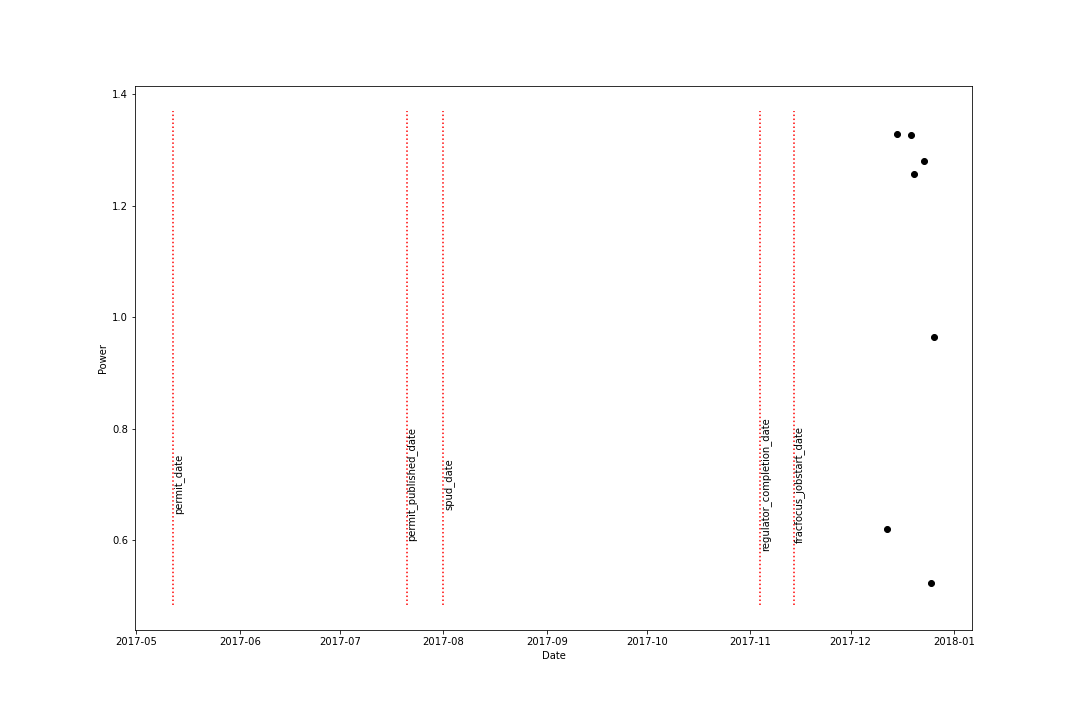 1.4
1.2
1.0
0.8
0.6
Power
permit_date
permit_published_date
spud_date
regulator_completion_date
fracfocus_jobstart_date
2017-05 2017-06 2017-07 2017-08 2017-09 2017-10 2017-11 2017-12 2018-01
Date